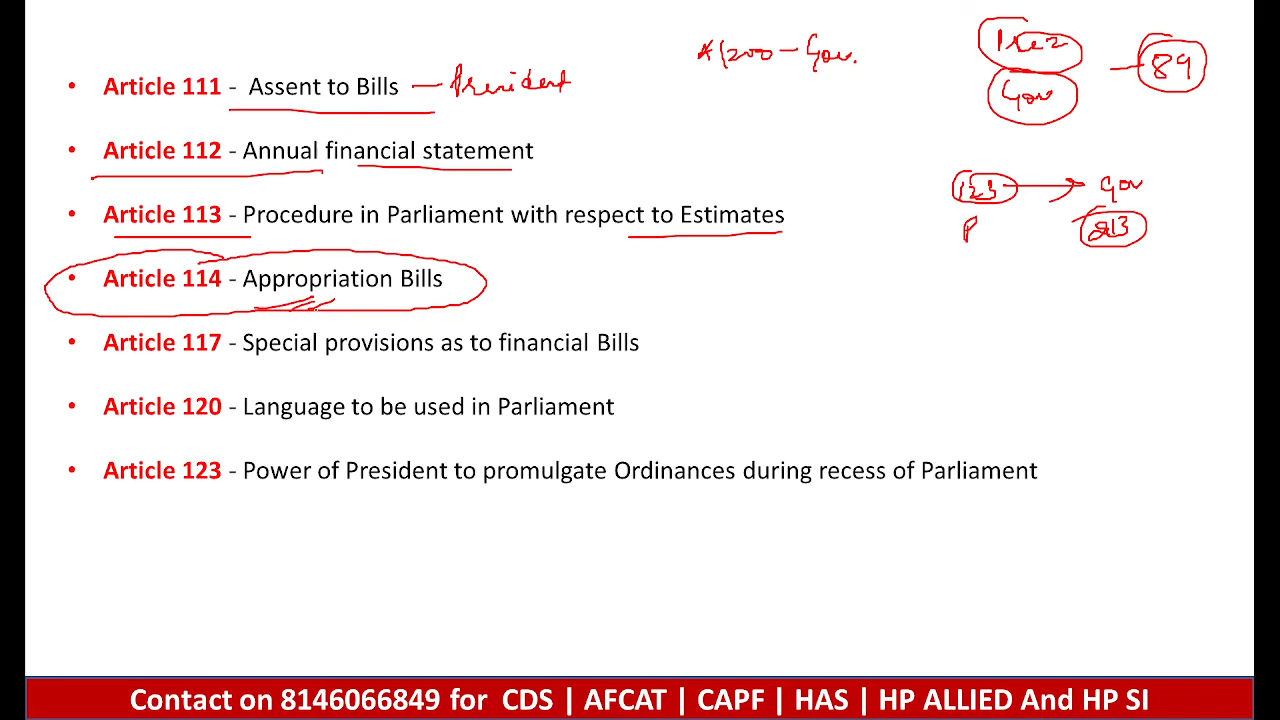 A/200 - Gov.
Pre2
Gov
- 89
• Article 111 - Assent to Bills - President
• Article 112 - Annual financial statement
123 → Gov
• Article 113 - Procedure in Parliament with respect to Estimates
P 213
• Article 114 - Appropriation Bills
• Article 117 - Special provisions as to financial Bills
• Article 120 - Language to be used in Parliament
• Article 123 - Power of President to promulgate Ordinances during recess of Parliament
Contact on 8146066849 for CDS | AFCAT | CAPF | HAS | HP ALLIED And HP SI